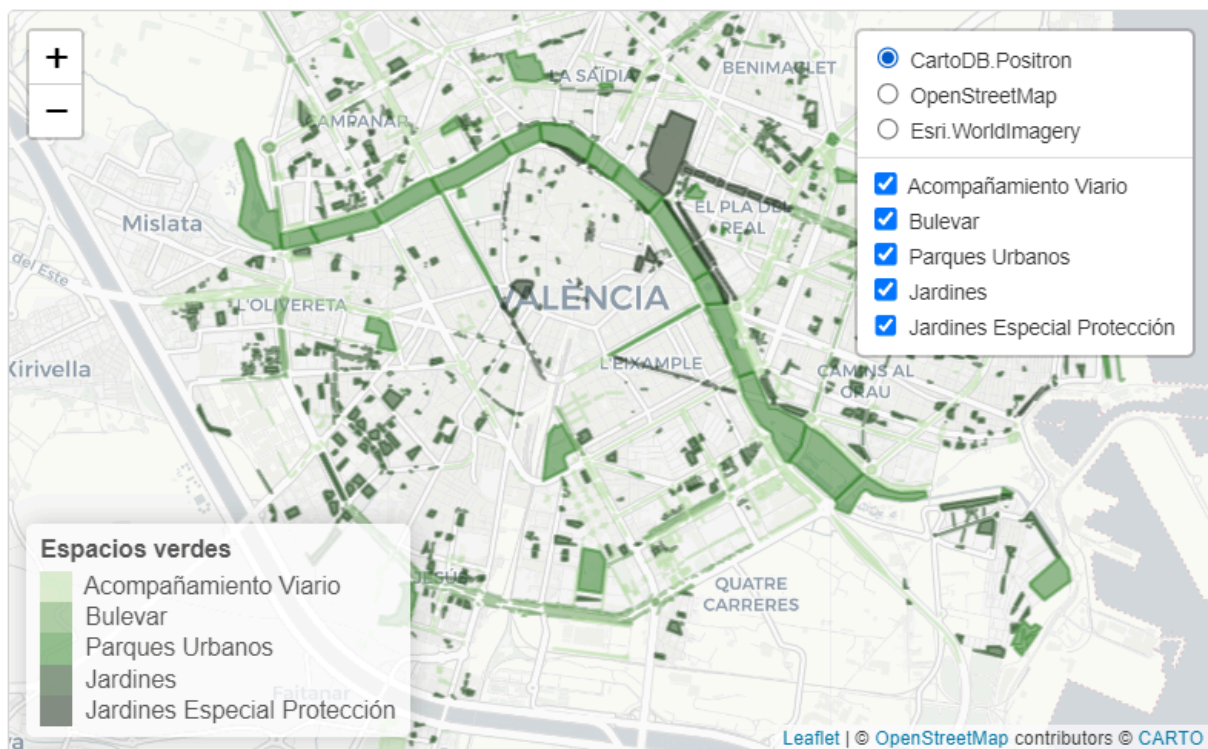 +
−
LA SAÏDIA
BENIMACLET
CAMPANAR
Mislata
EL PLA DEL
REAL
del Este
L'OLIVERETA
VALÈNCIA
Xirivella
L'EIXAMPLE
CAMINS AL
GRAU
JESÚS
QUATRE
CARRERES
Faitanar
CartoDB.Positron
OpenStreetMap
Esri.WorldImagery
Acompañamiento Viario
Bulevar
Parques Urbanos
Jardines
Jardines Especial Protección
Espacios verdes
Acompañamiento Viario
Bulevar
Parques Urbanos
Jardines
Jardines Especial Protección
Leaflet | © OpenStreetMap contributors © CARTO